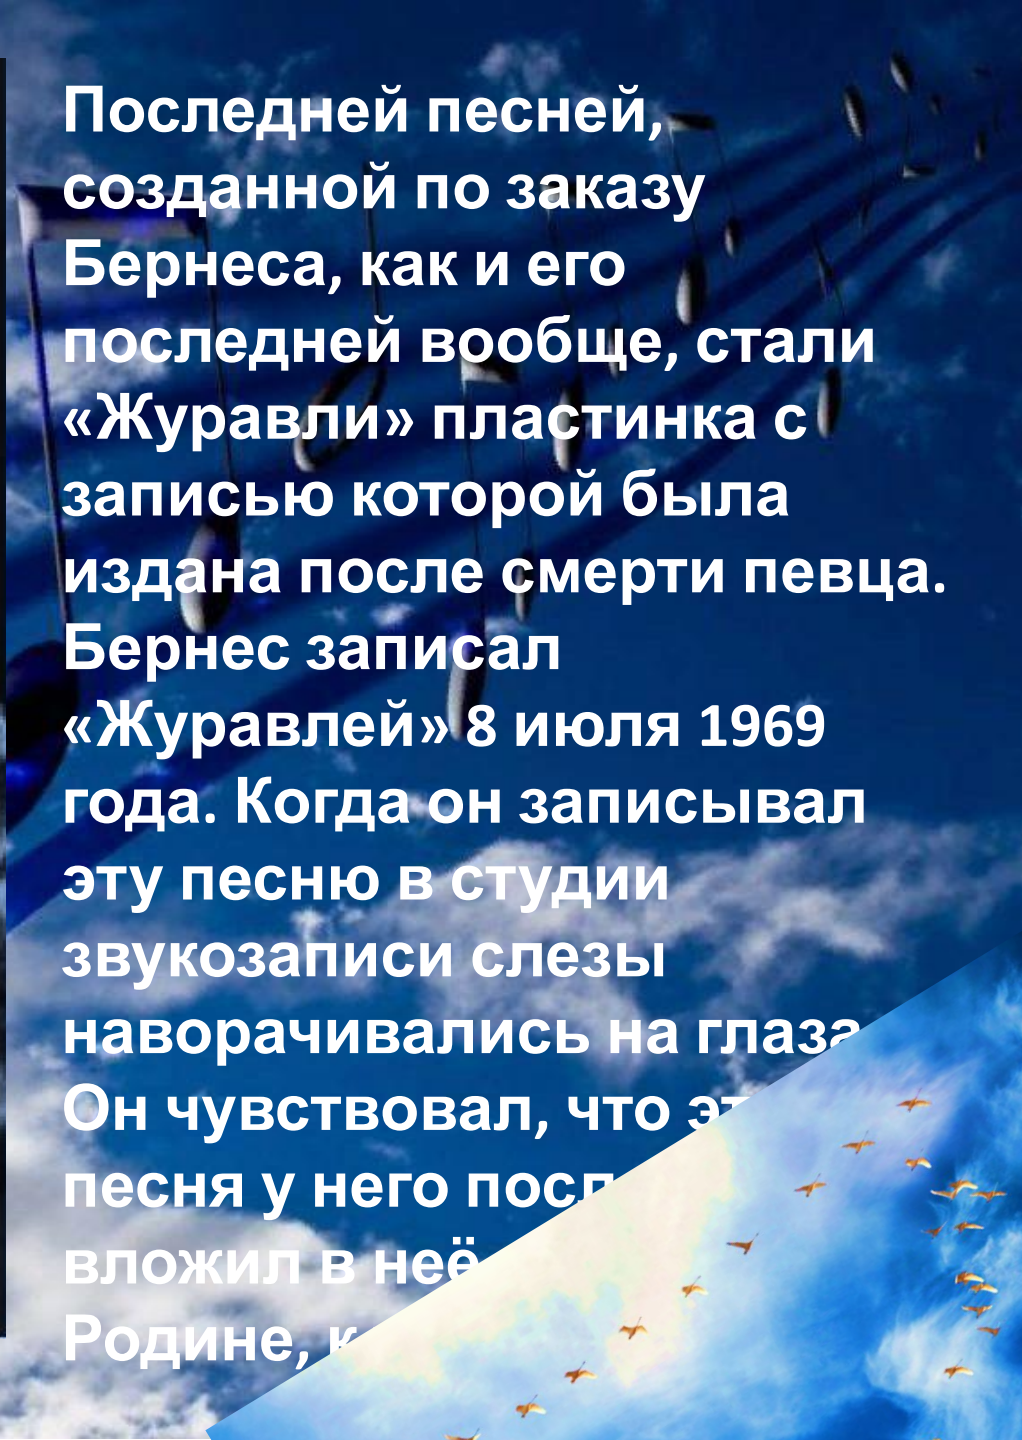 Последней песней,
созданной по заказу
Бернеса, как и его
последней вообще, стали
«Журавли» пластинка с
записью которой была
издана после смерти певца.
Бернес записал
«Журавлей» 8 июля 1969
года. Когда он записывал
эту песню в студии
звукозаписи слезы
наворачивались на глаза
Он чувствовал, что
песня у него
вложил в неё
Родине,